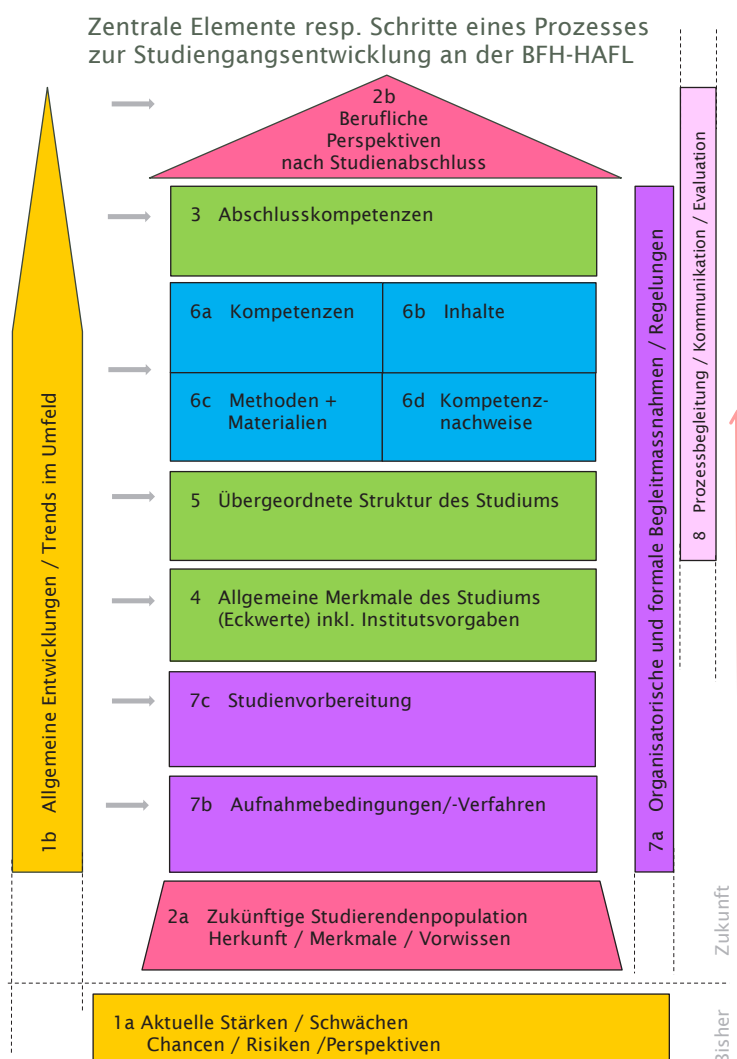 Zentrale Elemente resp. Schritte eines Prozesses
zur Studiengangsentwicklung an der BFH-HAFL
2b
Berufliche
Perspektiven
nach Studienabschluss
3 Abschlusskompetenzen
6a Kompetenzen
6b Inhalte
6c Methoden +
Materialien
6d Kompetenz-
nachweise
5 Übergeordnete Struktur des Studiums
4 Allgemeine Merkmale des Studiums
(Eckwerte) inkl. Institutsvorgaben
7c Studienvorbereitung
7b Aufnahmebedingungen/-Verfahren
2a Zukünftige Studierendenpopulation
Herkunft / Merkmale / Vorwissen
1a Aktuelle Stärken / Schwächen
Chancen / Risiken /Perspektiven
1b Allgemeine Entwicklungen / Trends im Umfeld
7a Organisatorische und formale Begleitmassnahmen / Regelungen
8 Prozessbegleitung / Kommunikation / Evaluation
Zukunft
Bisher